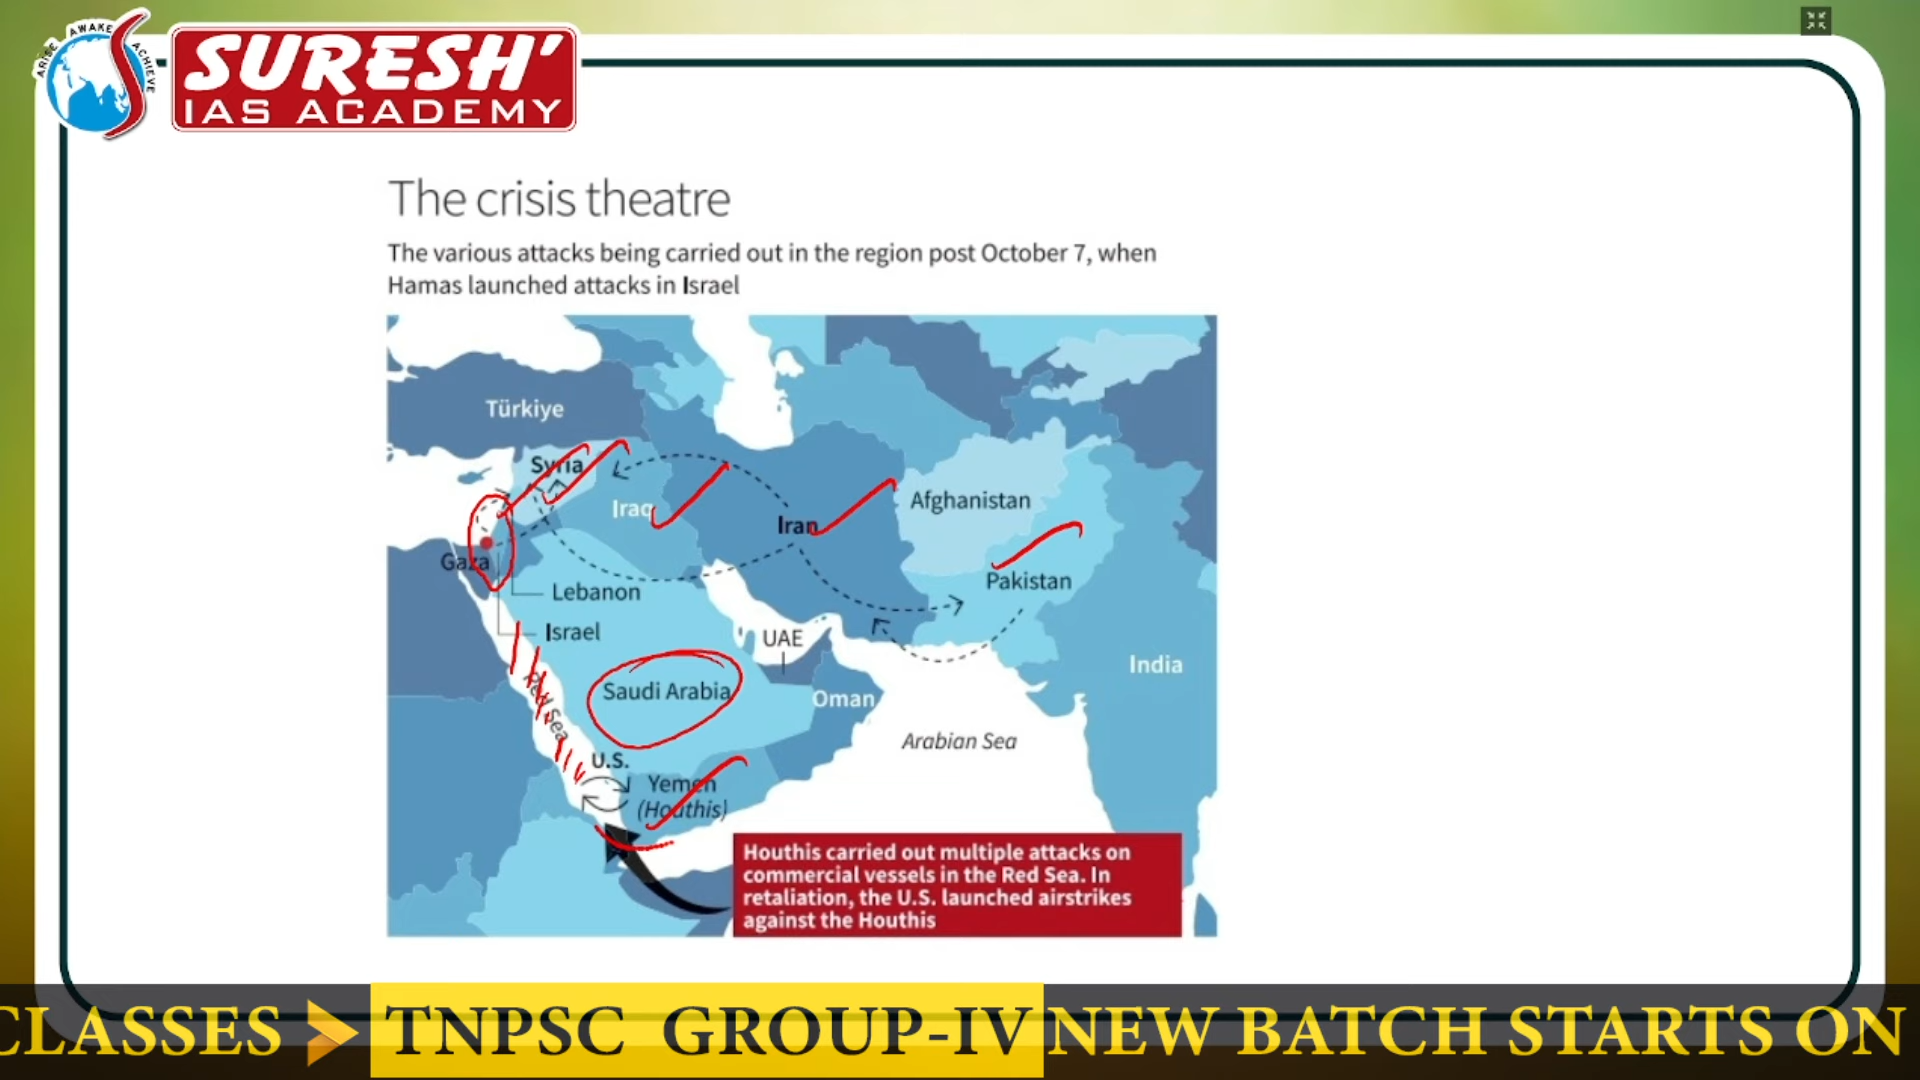 ARISE AWAKE ACHIEVE
SURESH'
IAS ACADEMY
The crisis theatre
The various attacks being carried out in the region post October 7, when
Hamas launched attacks in Israel
Türkiye
Syria
Iraq
Iran
Afghanistan
Gaza
Pakistan
Lebanon
Israel
UAE
India
Saudi Arabia
Oman
Red Sea
Arabian Sea
U.S.
Yemen
(Houthis)
Houthis carried out multiple attacks on
commercial vessels in the Red Sea. In
retaliation, the U.S. launched airstrikes
against the Houthis
CLASSES TNPSC GROUP-IV NEW BATCH STARTS ON